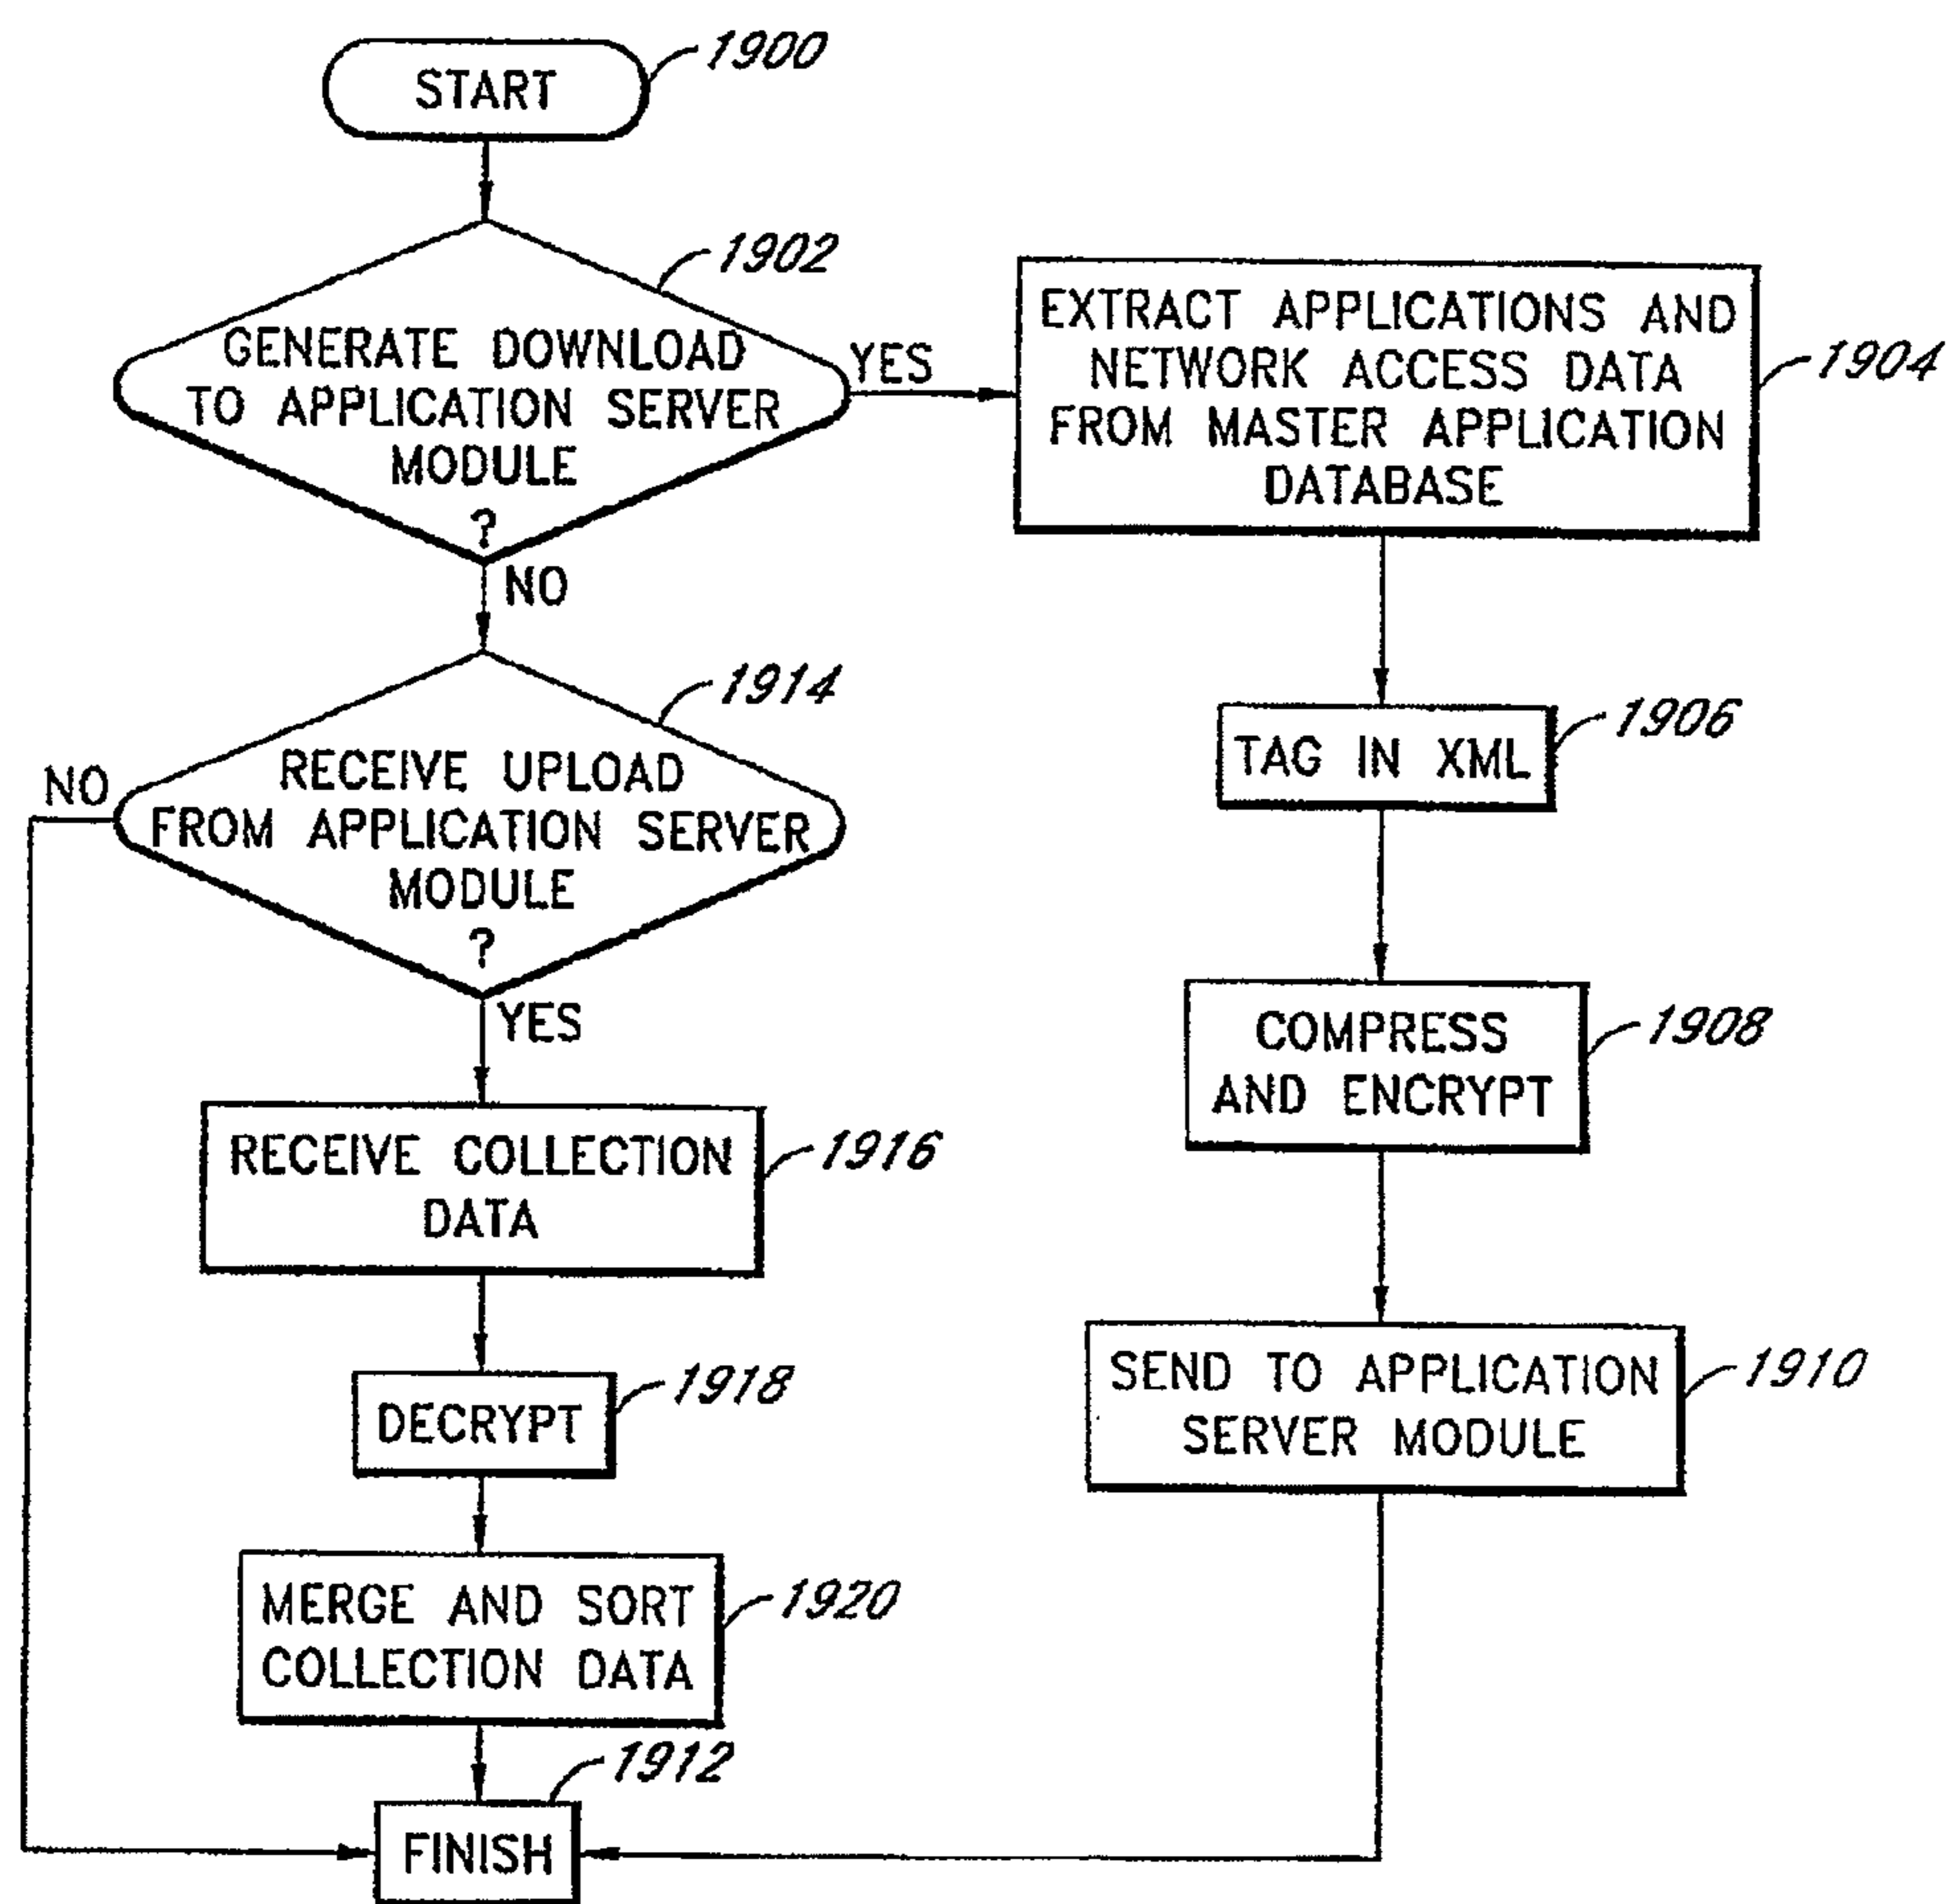 START
1900
GENERATE DOWNLOAD
TO APPLICATION SERVER
MODULE
?
1902
YES
NO
EXTRACT APPLICATIONS AND
NETWORK ACCESS DATA
FROM MASTER APPLICATION
DATABASE
1904
TAG IN XML
1906
COMPRESS
AND ENCRYPT
1908
SEND TO APPLICATION
SERVER MODULE
1910
RECEIVE UPLOAD
FROM APPLICATION SERVER
MODULE
?
1914
NO
YES
RECEIVE COLLECTION
DATA
1916
DECRYPT
1918
MERGE AND SORT
COLLECTION DATA
1920
FINISH
1912